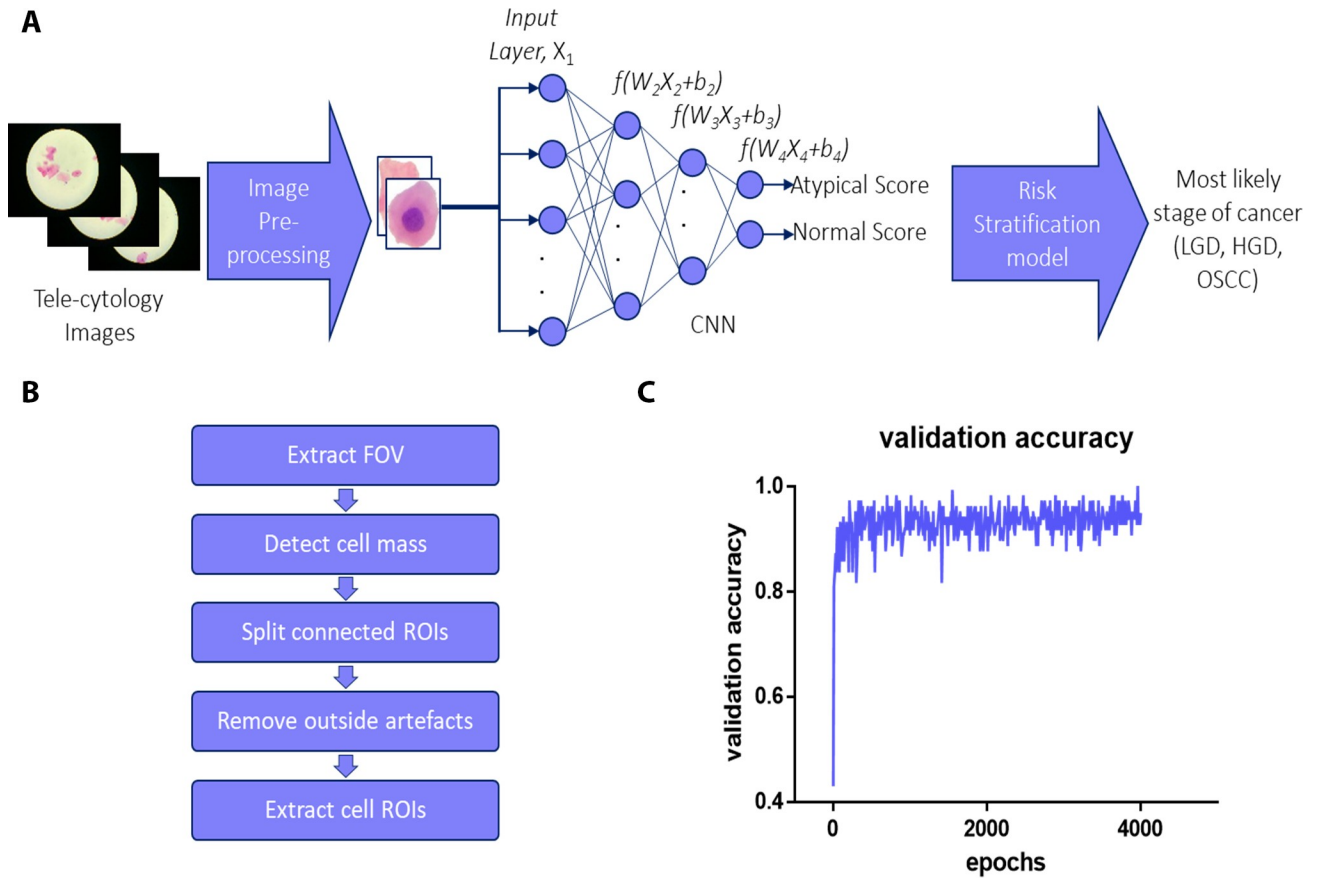 A
Input
Layer, X1
f(W2X2+b2)
f(W3X3+b3)
f(W4X4+b4)
Image
Pre-
processing
Atypical Score
Normal Score
Risk
Stratification
model
Most likely
stage of cancer
(LGD, HGD,
OSCC)
Tele-cytology
Images
CNN
B
Extract FOV
Detect cell mass
Split connected ROIs
Remove outside artefacts
Extract cell ROIs
C
validation accuracy
validation accuracy
1.0
0.8
0.6
0.4
0
2000
4000
epochs